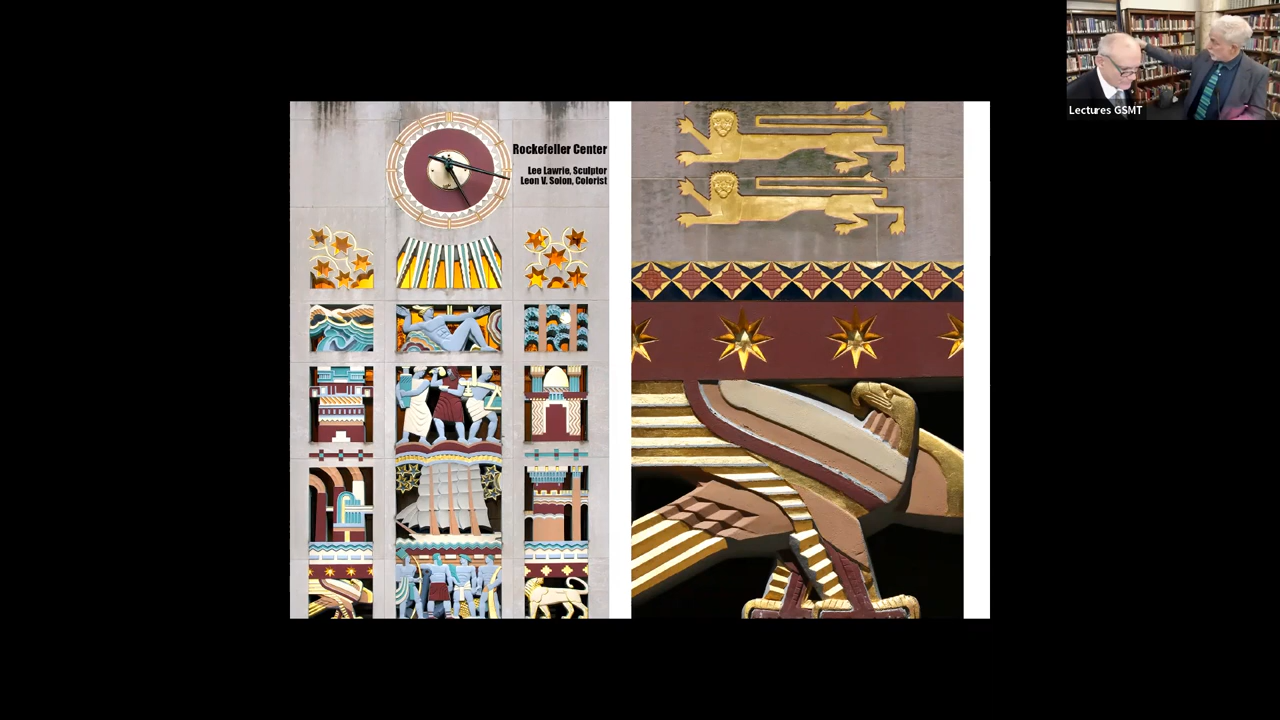 Rockefeller Center
Lee Lawrie, Sculptor
Leon V. Solon, Colorist
Lectures GSMT